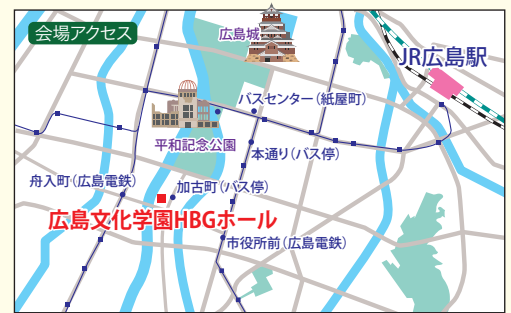 会場アクセス
広島城
JR広島駅
バスセンター(紙屋町)
平和記念公園
本通り(バス停)
舟入町(広島電鉄)
加古町(バス停)
広島文化学園HBGホール
市役所前(広島電鉄)